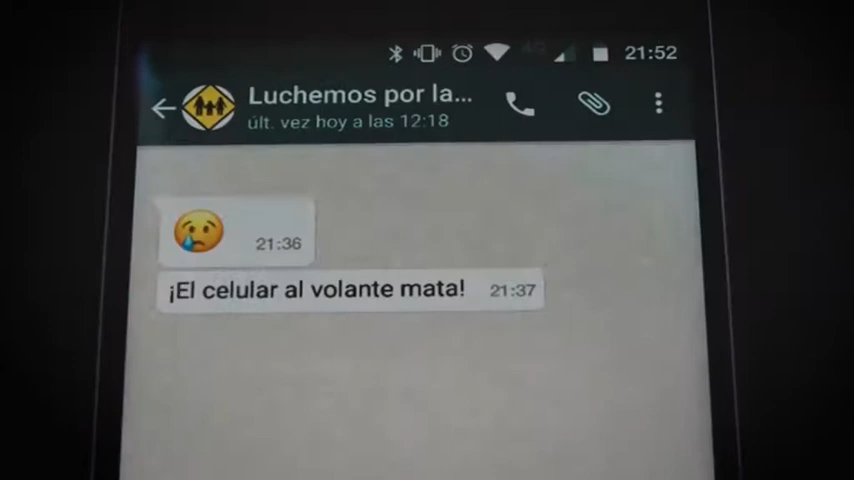 21:52
Luchemos por la...
últ. vez hoy a las 12:18
21:36
¡El celular al volante mata! 21:37